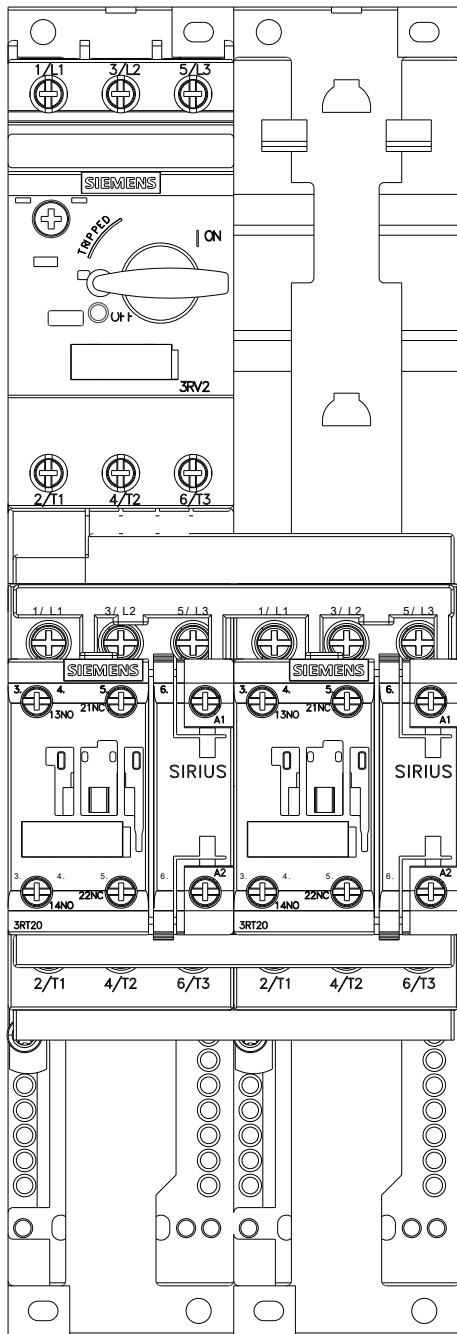 1/L1 3/L2 5/L3
SIEMENS
TRIPPED
ON
OFF
3RV2
2/T1 4/T2 6/T3
1/ L1 3/ L2 5/ L3 1/ L1 3/ L2 5/ L3
SIEMENS SIEMENS
3. 4. 5. 6. 3. 4. 5. 6.
13NO 21NC A1 13NO 21NC A1
SIRIUS SIRIUS
3. 4. 5. 6. A2 3. 4. 5. 6. A2
14NO 22NC 14NO 22NC
3RT20 3RT20
2/T1 4/T2 6/T3 2/T1 4/T2 6/T3